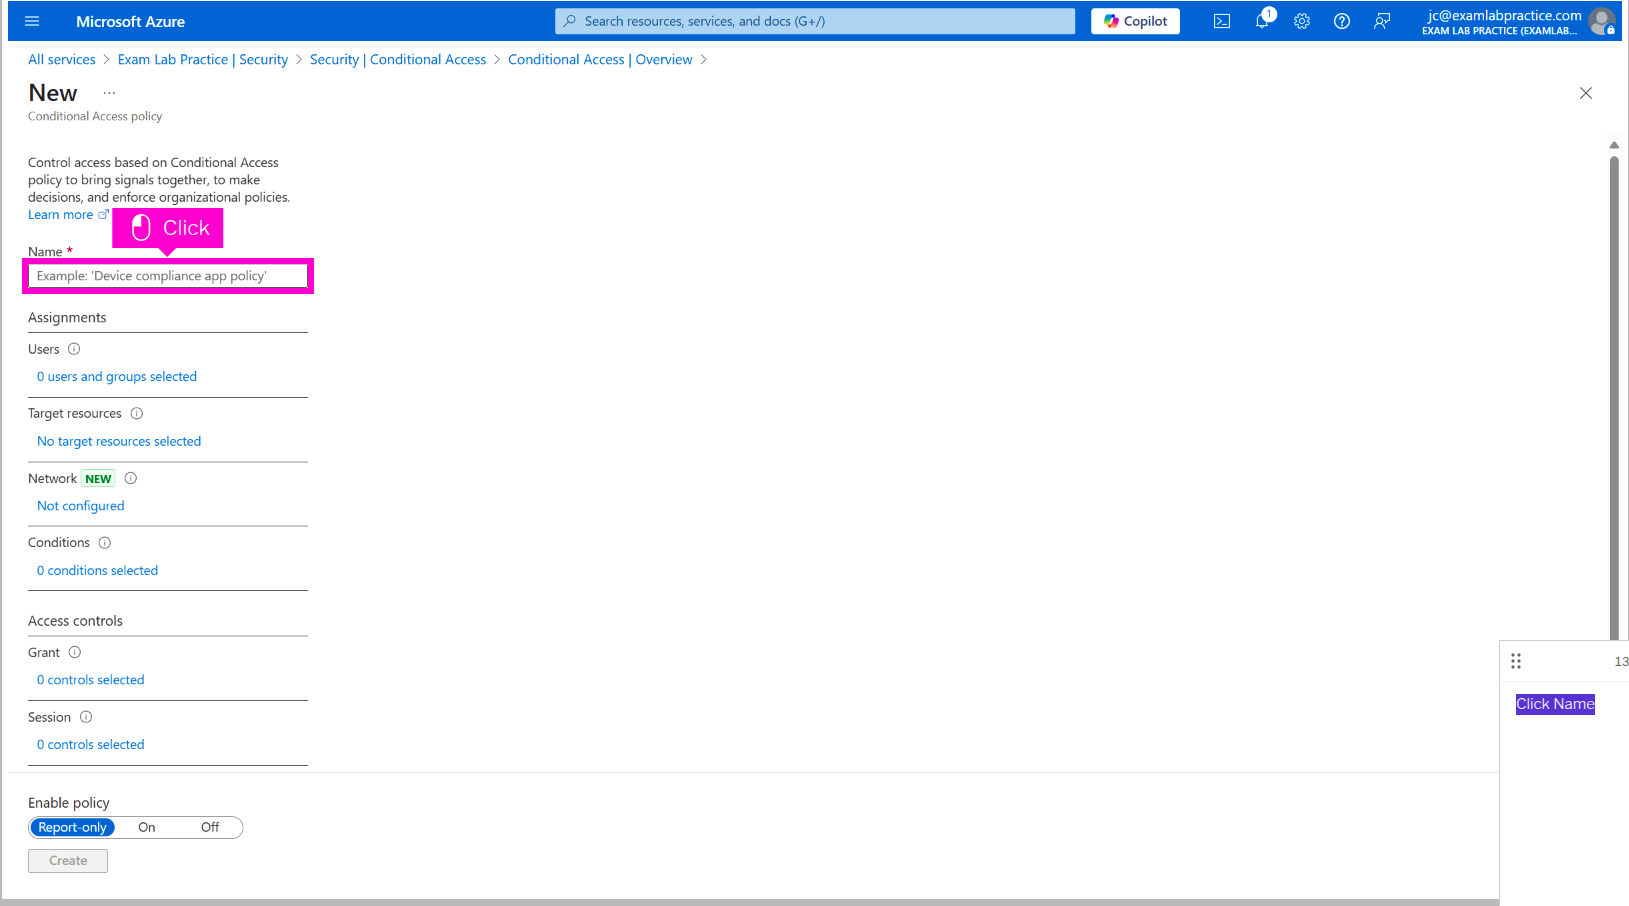 Microsoft Azure
Search resources, services, and docs (G+/)
Copilot
1
jc@examlabpractice.com
EXAM LAB PRACTICE (EXAMLAB...
All services > Exam Lab Practice | Security > Security | Conditional Access > Conditional Access | Overview >
New ...
Conditional Access policy
Control access based on Conditional Access
policy to bring signals together, to make
decisions, and enforce organizational policies.
Learn more
Click
Name *
Example: 'Device compliance app policy'
Assignments
Users
0 users and groups selected
Target resources
No target resources selected
Network NEW
Not configured
Conditions
0 conditions selected
Access controls
Grant
0 controls selected
Session
0 controls selected
13
Click Name
Enable policy
Report-only On Off
Create